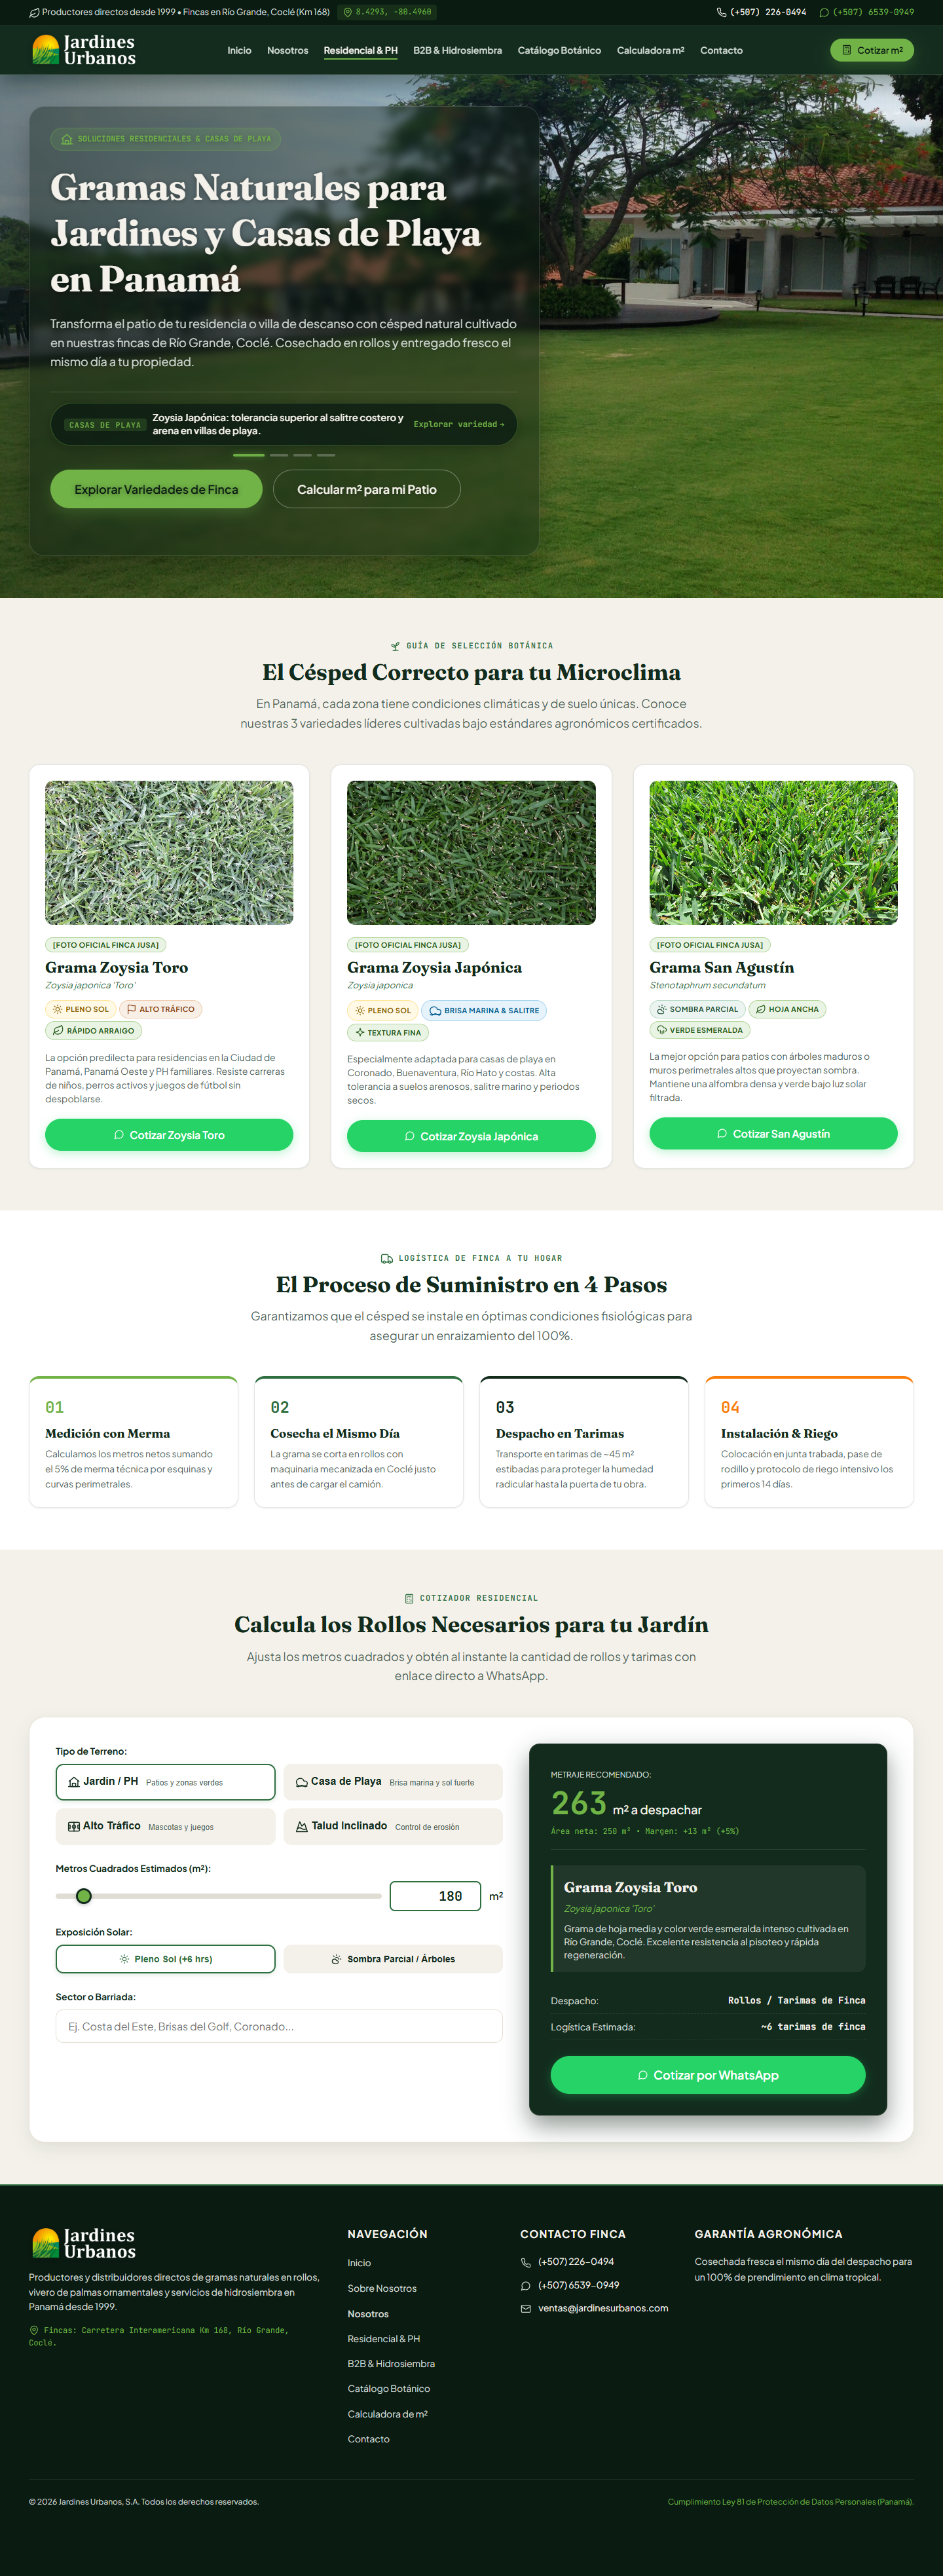 Productores directos desde 1999 • Fincas en Río Grande, Coclé (Km 168)
8.4293, -80.4960
(+507) 226-0494
(+507) 6539-0949
Jardines
Urbanos
Inicio
Nosotros
Residencial & PH
B2B & Hidrosiembra
Catálogo Botánico
Calculadora m²
Contacto
Cotizar m²
SOLUCIONES RESIDENCIALES & CASAS DE PLAYA
Gramas Naturales para
Jardines y Casas de Playa
en Panamá
Transforma el patio de tu residencia o villa de descanso con césped natural cultivado
en nuestras fincas de Río Grande, Coclé. Cosechado en rollos y entregado fresco el
mismo día a tu propiedad.
CASAS DE PLAYA
Zoysia Japónica: tolerancia superior al salitre costero y
arena en villas de playa.
Explorar variedad →
Explorar Variedades de Finca
Calcular m² para mi Patio
GUÍA DE SELECCIÓN BOTÁNICA
El Césped Correcto para tu Microclima
En Panamá, cada zona tiene condiciones climáticas y de suelo únicas. Conoce
nuestras 3 variedades líderes cultivadas bajo estándares agronómicos certificados.
[FOTO OFICIAL FINCA JUSA]
Grama Zoysia Toro
Zoysia japonica 'Toro'
PLENO SOL
ALTO TRÁFICO
RÁPIDO ARRAIGO
La opción predilecta para residencias en la Ciudad de
Panamá, Panamá Oeste y PH familiares. Resiste carreras
de niños, perros activos y juegos de fútbol sin
despoblarse.
Cotizar Zoysia Toro
[FOTO OFICIAL FINCA JUSA]
Grama Zoysia Japónica
Zoysia japonica
PLENO SOL
BRISA MARINA & SALITRE
TEXTURA FINA
Especialmente adaptada para casas de playa en
Coronado, Buenaventura, Río Hato y costas. Alta
tolerancia a suelos arenosos, salitre marino y periodos
secos.
Cotizar Zoysia Japónica
[FOTO OFICIAL FINCA JUSA]
Grama San Agustín
Stenotaphrum secundatum
SOMBRA PARCIAL
HOJA ANCHA
VERDE ESMERALDA
La mejor opción para patios con árboles maduros o
muros perimetrales altos que proyectan sombra.
Mantiene una alfombra densa y verde bajo luz solar
filtrada.
Cotizar San Agustín
LOGÍSTICA DE FINCA A TU HOGAR
El Proceso de Suministro en 4 Pasos
Garantizamos que el césped se instale en óptimas condiciones fisiológicas para
asegurar un enraizamiento del 100%.
01
Medición con Merma
Calculamos los metros netos sumando
el 5% de merma técnica por esquinas y
curvas perimetrales.
02
Cosecha el Mismo Día
La grama se corta en rollos con
maquinaria mecanizada en Coclé justo
antes de cargar el camión.
03
Despacho en Tarimas
Transporte en tarimas de ~45 m²
estibadas para proteger la humedad
radicular hasta la puerta de tu obra.
04
Instalación & Riego
Colocación en junta trabada, pase de
rodillo y protocolo de riego intensivo los
primeros 14 días.
COTIZADOR RESIDENCIAL
Calcula los Rollos Necesarios para tu Jardín
Ajusta los metros cuadrados y obtén al instante la cantidad de rollos y tarimas con
enlace directo a WhatsApp.
Tipo de Terreno:
Jardín / PH Patios y zonas verdes
Casa de Playa Brisa marina y sol fuerte
Alto Tráfico Mascotas y juegos
Talud Inclinado Control de erosión
Metros Cuadrados Estimados (m²):
180 m²
Exposición Solar:
Pleno Sol (+6 hrs)
Sombra Parcial / Árboles
Sector o Barriada:
Ej. Costa del Este, Brisas del Golf, Coronado...
METRAJE RECOMENDADO:
263 m² a despachar
Área neta: 250 m² • Margen: +13 m² (+5%)
Grama Zoysia Toro
Zoysia japonica 'Toro'
Grama de hoja media y color verde esmeralda intenso cultivada en
Río Grande, Coclé. Excelente resistencia al pisoteo y rápida
regeneración.
Despacho: Rollos / Tarimas de Finca
Logística Estimada: ~6 tarimas de finca
Cotizar por WhatsApp
Jardines
Urbanos
Productores y distribuidores directos de gramas naturales en rollos,
vivero de palmas ornamentales y servicios de hidrosiembra en
Panamá desde 1999.
Fincas: Carretera Interamericana Km 168, Río Grande,
Coclé.
NAVEGACIÓN
Inicio
Sobre Nosotros
Nosotros
Residencial & PH
B2B & Hidrosiembra
Catálogo Botánico
Calculadora de m²
Contacto
CONTACTO FINCA
(+507) 226-0494
(+507) 6539-0949
ventas@jardinesurbanos.com
GARANTÍA AGRONÓMICA
Cosechada fresca el mismo día del despacho para
un 100% de prendimiento en clima tropical.
© 2026 Jardines Urbanos, S.A. Todos los derechos reservados.
Cumplimiento Ley 81 de Protección de Datos Personales (Panamá).